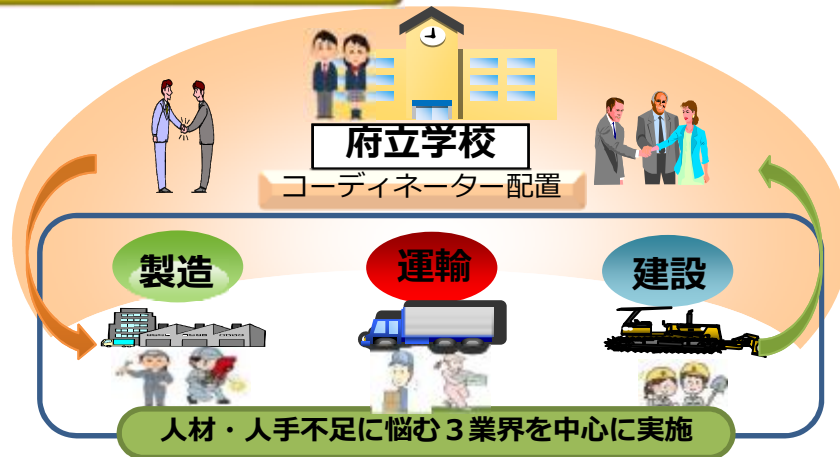 府立学校
コーディネーター配置
製造
運輸
建設
人材・人手不足に悩む３業界を中心に実施